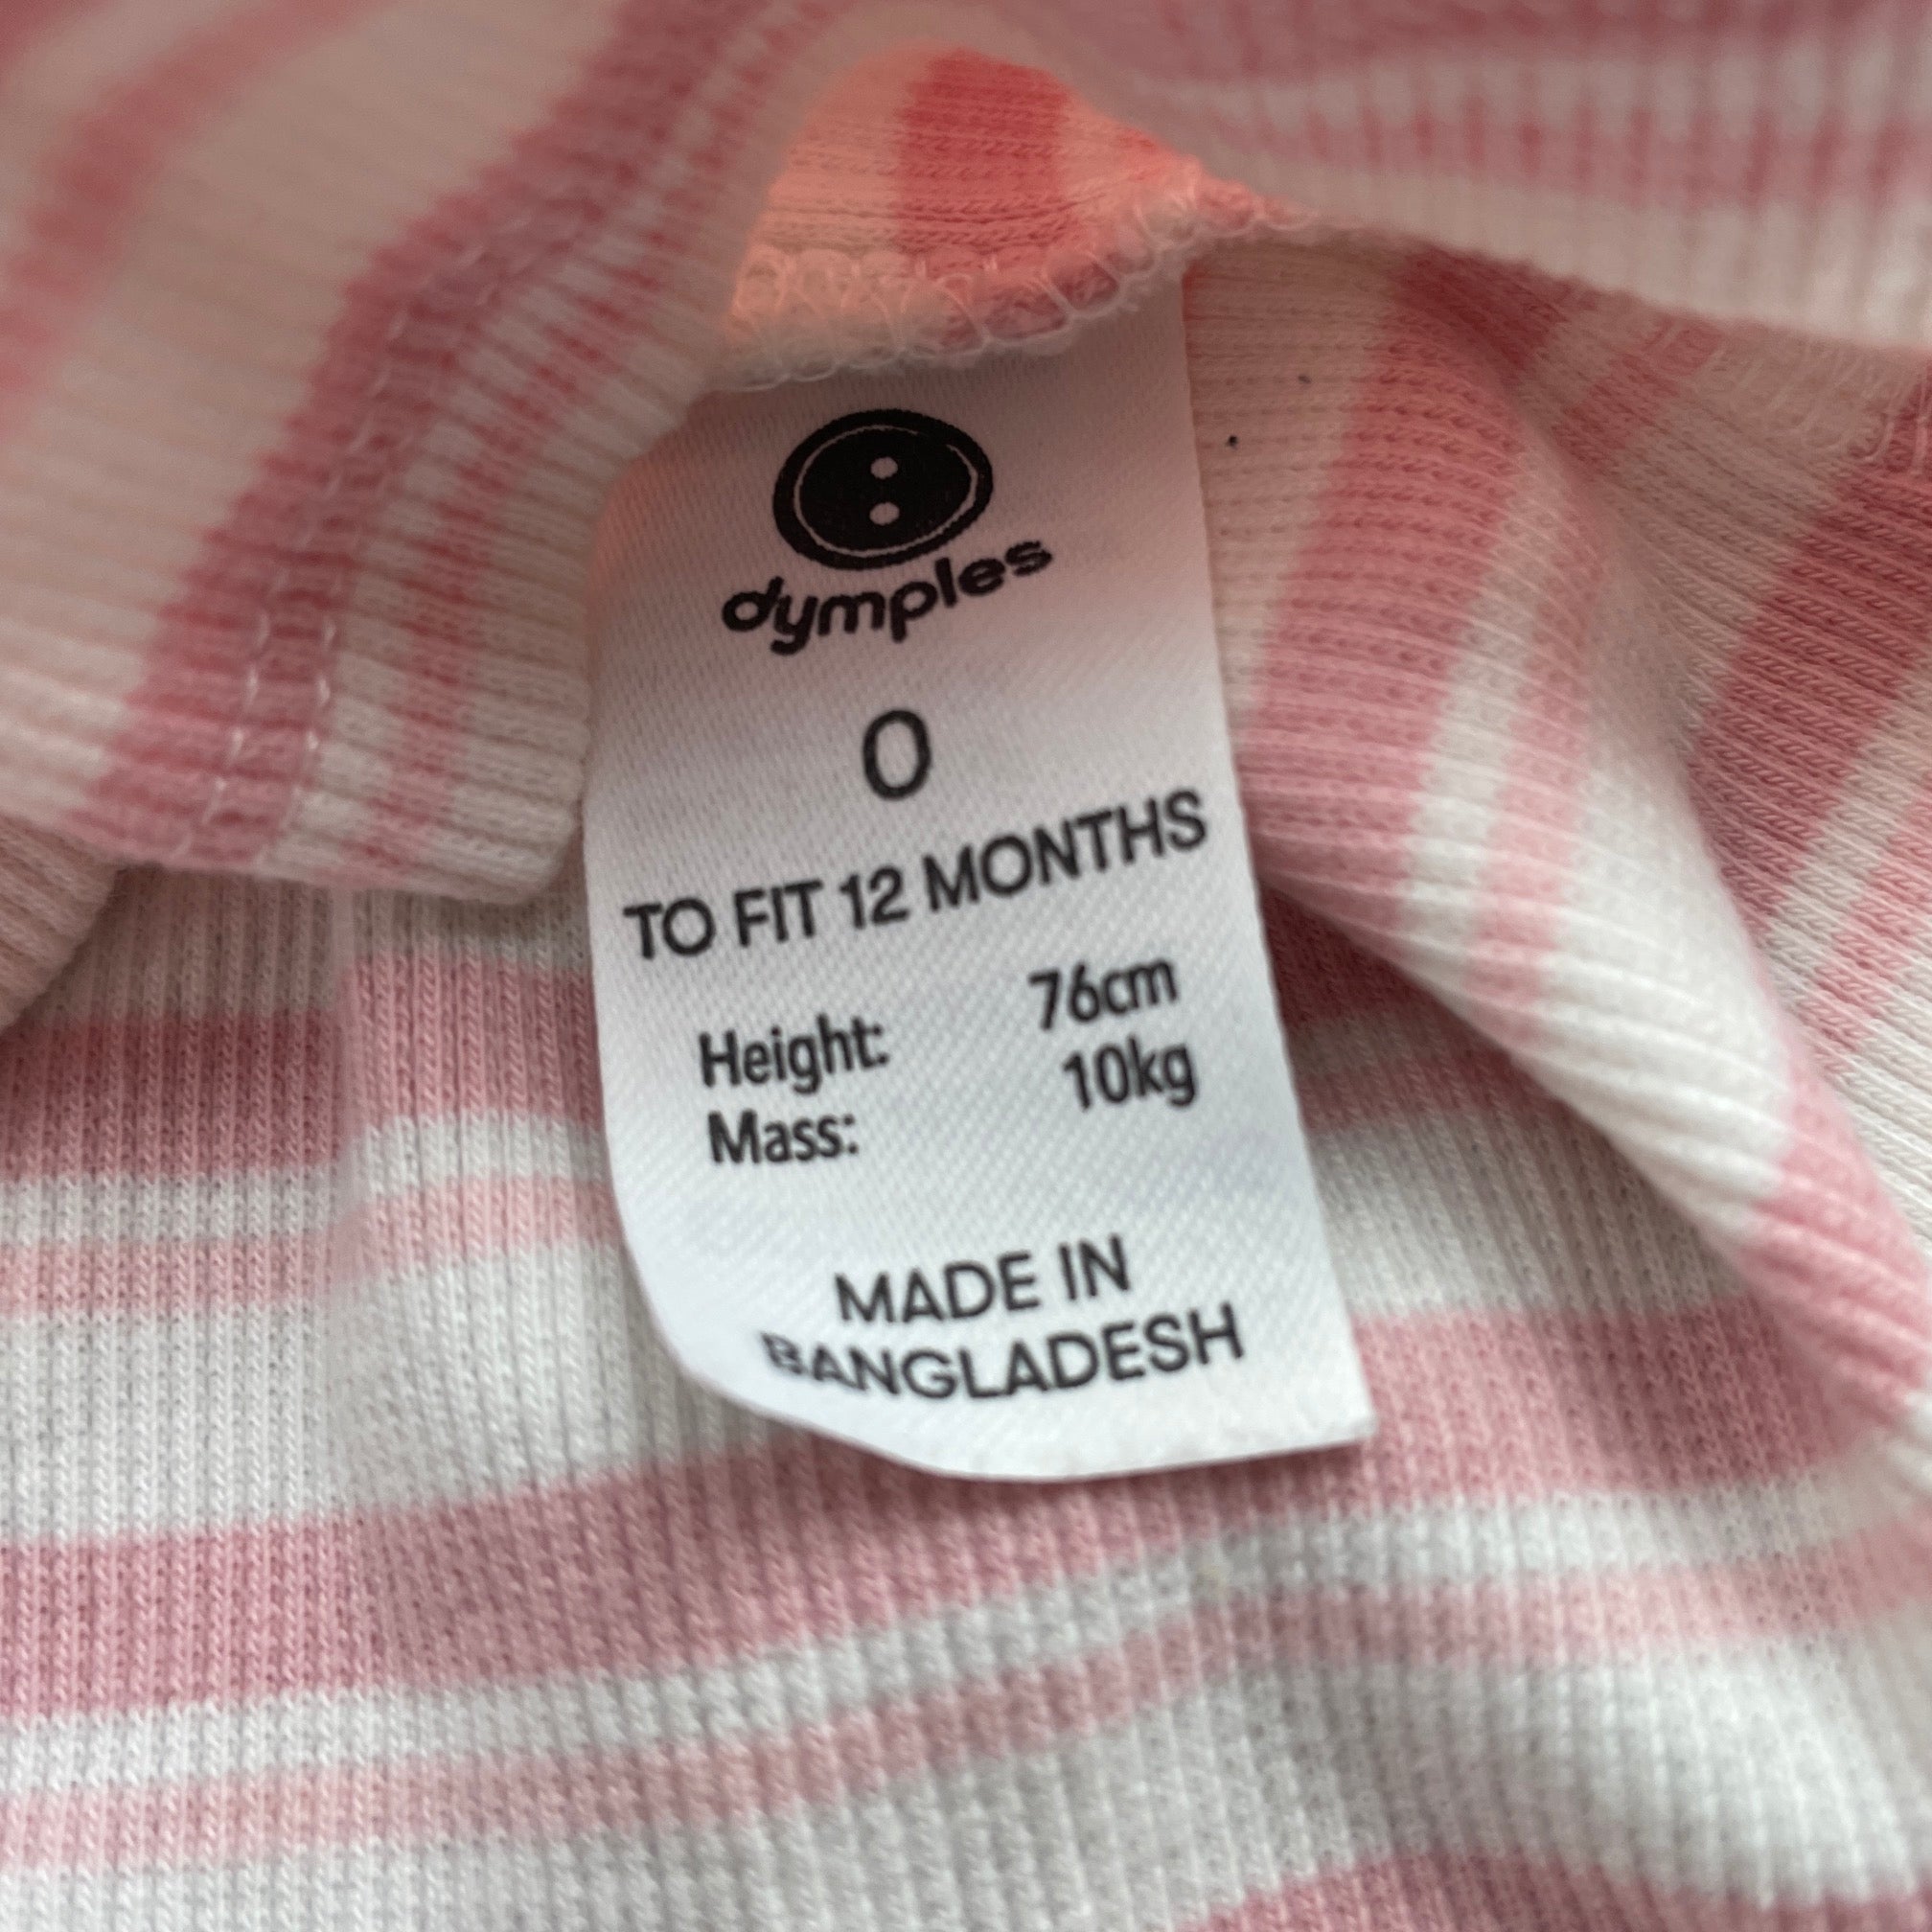 dymples
0
TO FIT 12 MONTHS
Height: 76cm
Mass: 10kg
MADE IN
BANGLADESH